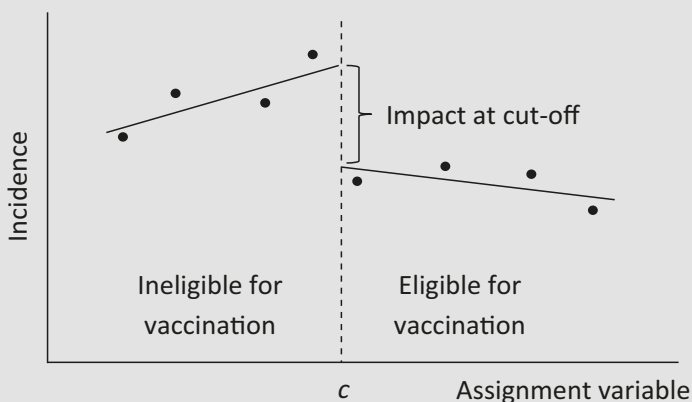 Incidence
Impact at cut-off
Ineligible for
vaccination
Eligible for
vaccination
c
Assignment variable